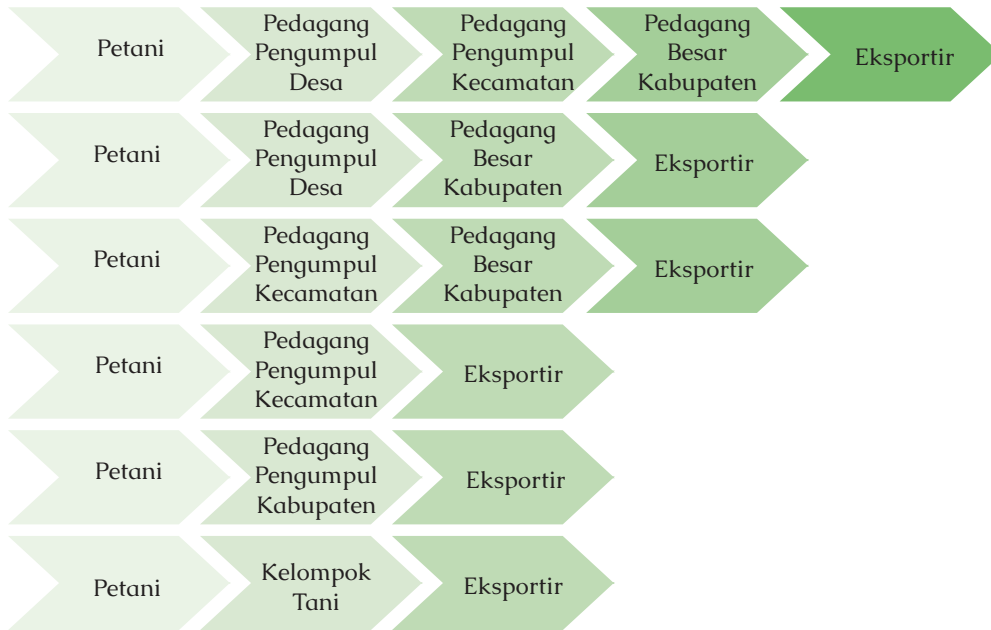 Petani
Pedagang
Pengumpul
Desa
Pedagang
Pengumpul
Kecamatan
Pedagang
Besar
Kabupaten
Eksportir
Petani
Pedagang
Pengumpul
Desa
Pedagang
Besar
Kabupaten
Eksportir
Petani
Pedagang
Pengumpul
Kecamatan
Pedagang
Besar
Kabupaten
Eksportir
Petani
Pedagang
Pengumpul
Kecamatan
Eksportir
Petani
Pedagang
Pengumpul
Kabupaten
Eksportir
Petani
Kelompok
Tani
Eksportir